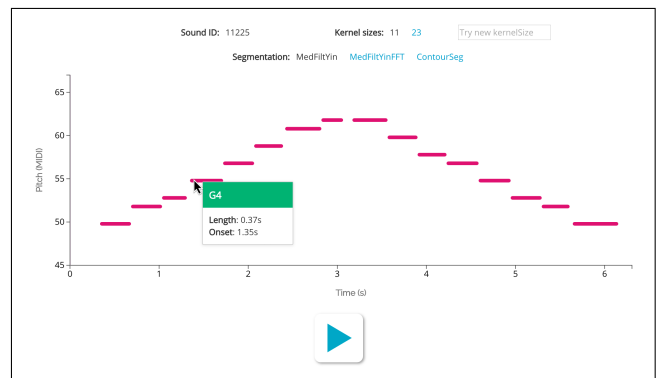 Sound ID: 11225 Kernel sizes: 11 23 Try new kernelSize
Segmentation: MedFiltYin MedFiltYinFFT ContourSeg
65
60
55
50
45
Pitch (MIDI)
G4
Length: 0.37s
Onset: 1.35s
0 1 2 3 4 5 6
Time (s)